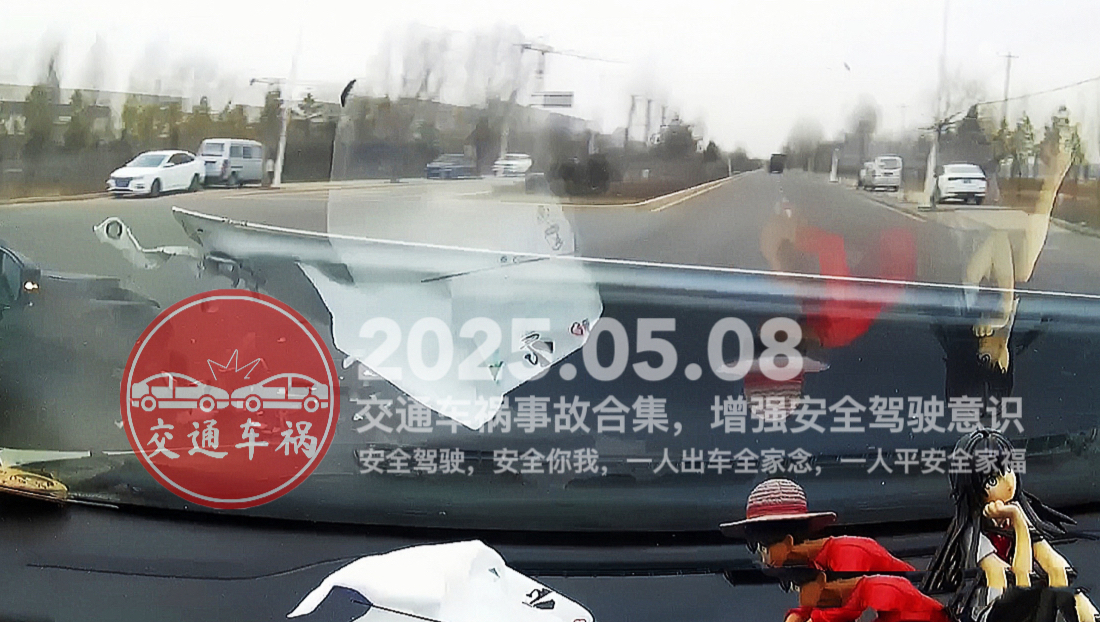 2025.05.08
交通车祸事故合集，增强安全驾驶意识
交通车祸
安全驾驶，安全你我，一人出车全家念，一人平安全家福